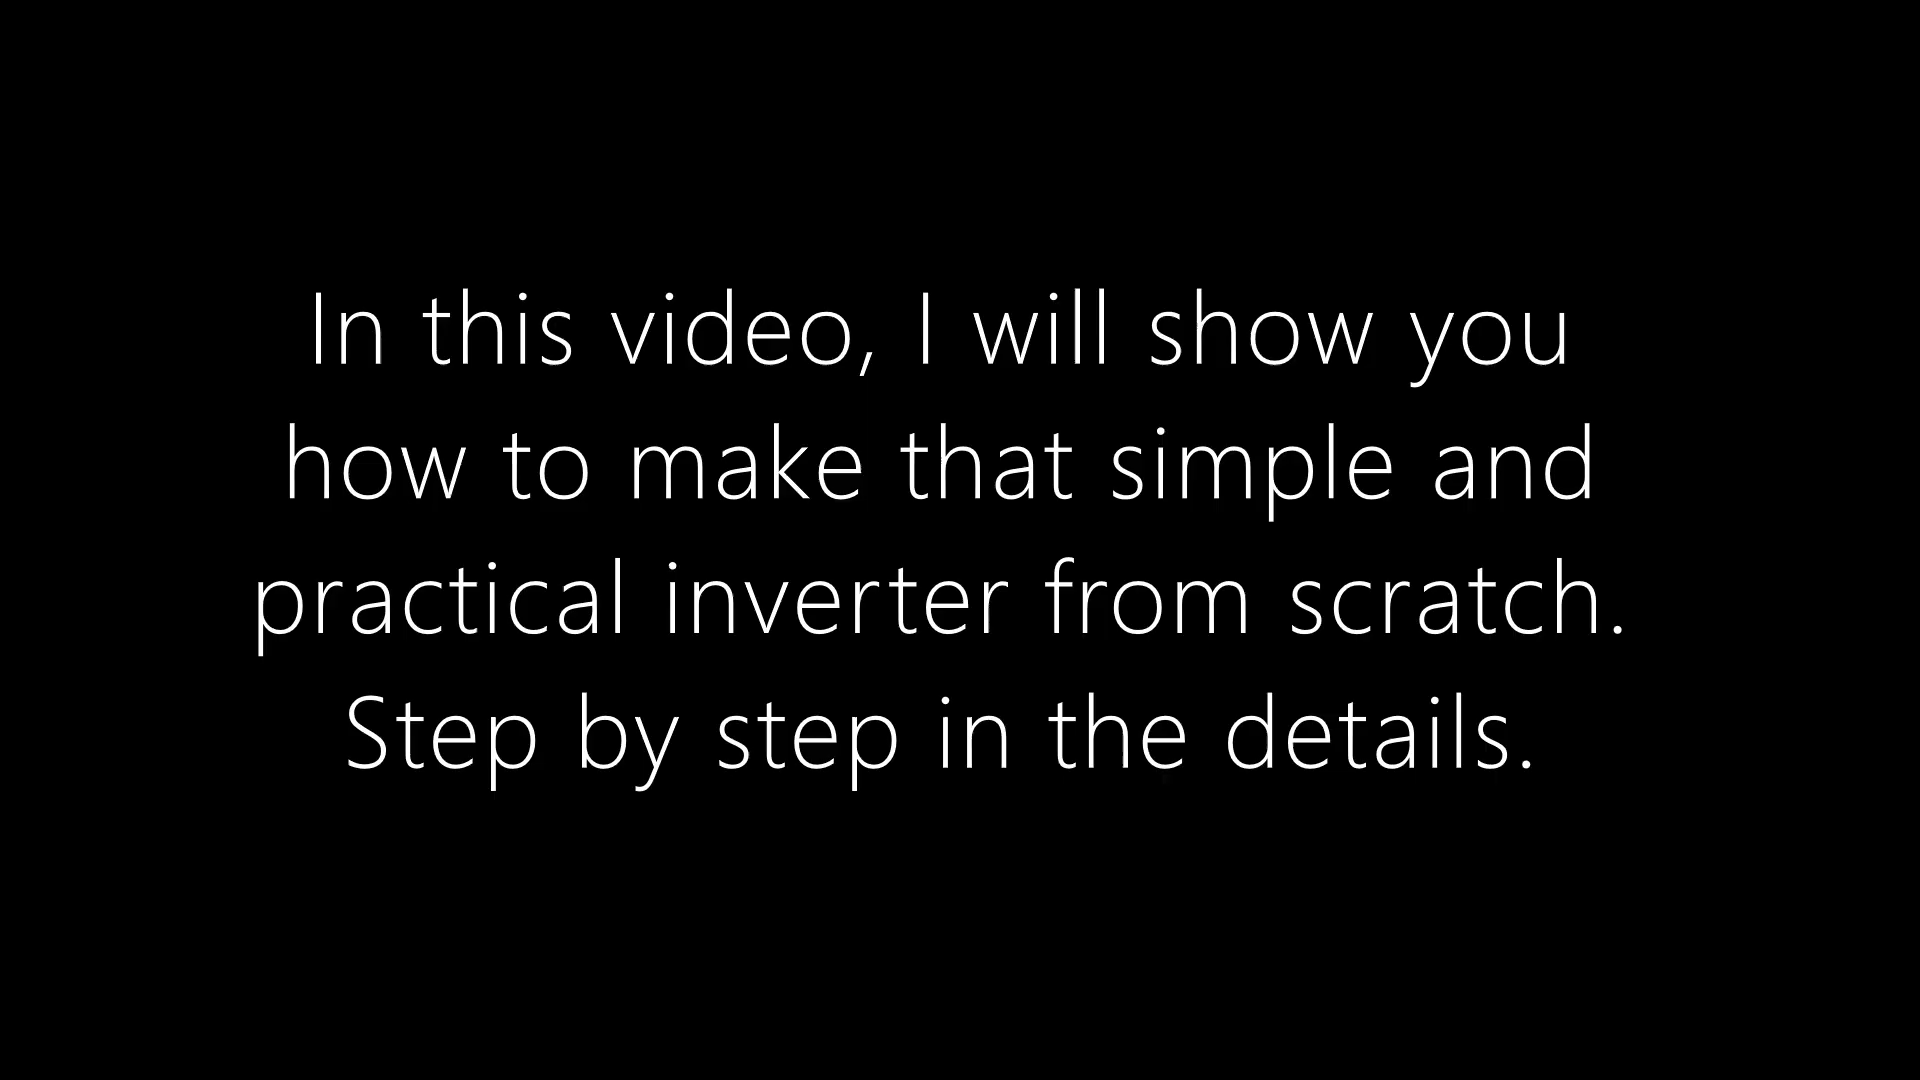 In this video, I will show you
how to make that simple and
practical inverter from scratch.
Step by step in the details.